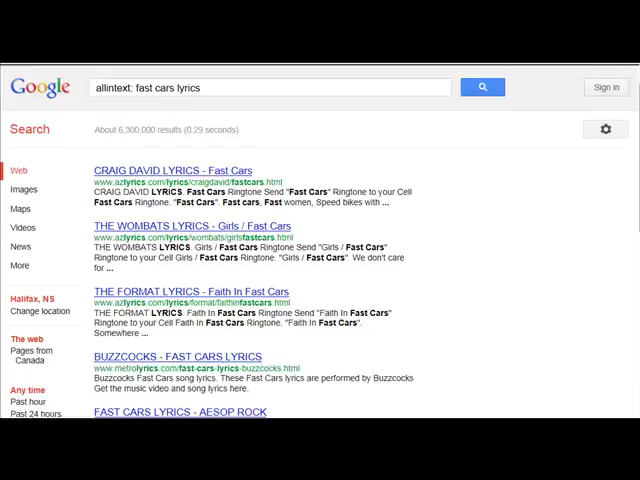 Google
allintext: fast cars lyrics
Sign in
Search
About 6,300,000 results (0.29 seconds)
Web
Images
Maps
Videos
News
More
Halifax, NS
Change location
The web
Pages from
Canada
Any time
Past hour
Past 24 hours
CRAIG DAVID LYRICS - Fast Cars
www.azlyrics.com/lyrics/craigdavid/fastcars.html
CRAIG DAVID LYRICS. Fast Cars Ringtone Send "Fast Cars" Ringtone to your Cell
Fast Cars Ringtone. "Fast Cars". Fast cars, Fast women, Speed bikes with ...
THE WOMBATS LYRICS - Girls / Fast Cars
www.azlyrics.com/lyrics/wombats/girlsfastcars.html
THE WOMBATS LYRICS. Girls / Fast Cars Ringtone Send "Girls / Fast Cars"
Ringtone to your Cell Girls / Fast Cars Ringtone. "Girls / Fast Cars". We don't care
for ...
THE FORMAT LYRICS - Faith In Fast Cars
www.azlyrics.com/lyrics/format/faithinfastcars.html
THE FORMAT LYRICS. Faith In Fast Cars Ringtone Send "Faith In Fast Cars"
Ringtone to your Cell Faith In Fast Cars Ringtone. "Faith In Fast Cars".
Somewhere ...
BUZZCOCKS - FAST CARS LYRICS
www.metrolyrics.com/fast-cars-lyrics-buzzcocks.html
Buzzcocks Fast Cars song lyrics. These Fast Cars lyrics are performed by Buzzcocks
Get the music video and song lyrics here.
FAST CARS LYRICS - AESOP ROCK